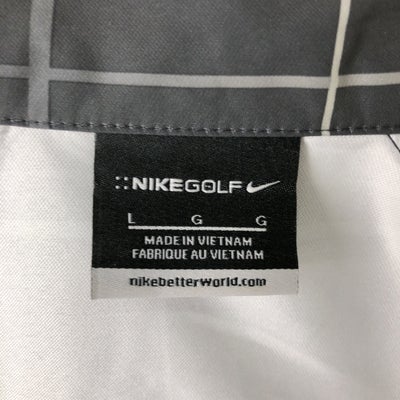 NIKEGOLF
L G G
MADE IN VIETNAM
FABRIQUE AU VIETNAM
nikebetterworld.com